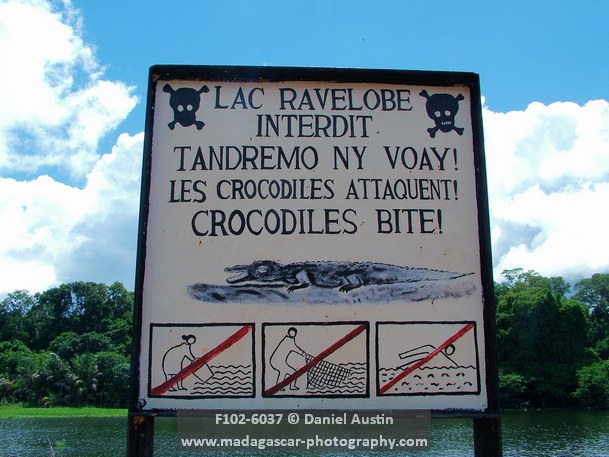 LAC RAVELOBE
INTERDIT
TANDREMO NY VOAY!
LES CROCODILES ATTAQUENT!
CROCODILES BITE!
F102-6037 © Daniel Austin
www.madagascar-photography.com